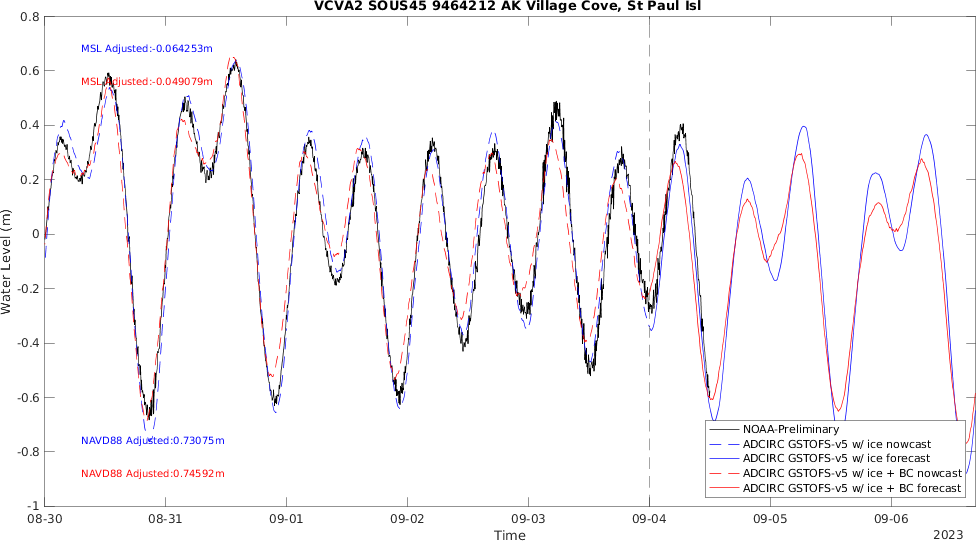 VCVA2 SOUS45 9464212 AK Village Cove, St Paul Isl
0.8
0.6
0.4
0.2
0
-0.2
-0.4
-0.6
-0.8
-1
Water Level (m)
MSL Adjusted:-0.064253m
MSL Adjusted:-0.049079m
NAVD88 Adjusted:0.73075m
NAVD88 Adjusted:0.74592m
NOAA-Preliminary
ADCIRC GSTOFS-v5 w/ ice nowcast
ADCIRC GSTOFS-v5 w/ ice forecast
ADCIRC GSTOFS-v5 w/ ice + BC nowcast
ADCIRC GSTOFS-v5 w/ ice + BC forecast
08-30 08-31 09-01 09-02 09-03 09-04 09-05 09-06
Time
2023